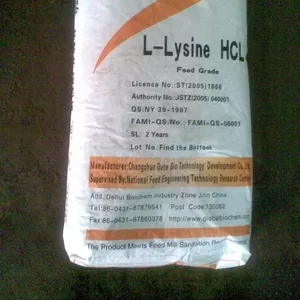 L-Lysine HCL
Feed Grade
Licence No.:ST(2005)1866
Authority No.:JSTZ(2005) 040001
QS:NY 39-1987
FAMI-QS:No.: FAMI-QS-06001
SL: 2 Years
Lot No.: Find the Bottom
Manufacturer:Changchun Dahe Bio Technology Development Co.,Ltd.
Supervised By:National Feed Engineering Technology Research Center
Add.:Dehui Biochem Industry Zone Jilin China
Tel:86-0431-87879541 Post Code:130062
Fax:86-0431-87860378 http://www.globalbiochem.com
The Product Meets Feed Mill Sanitation